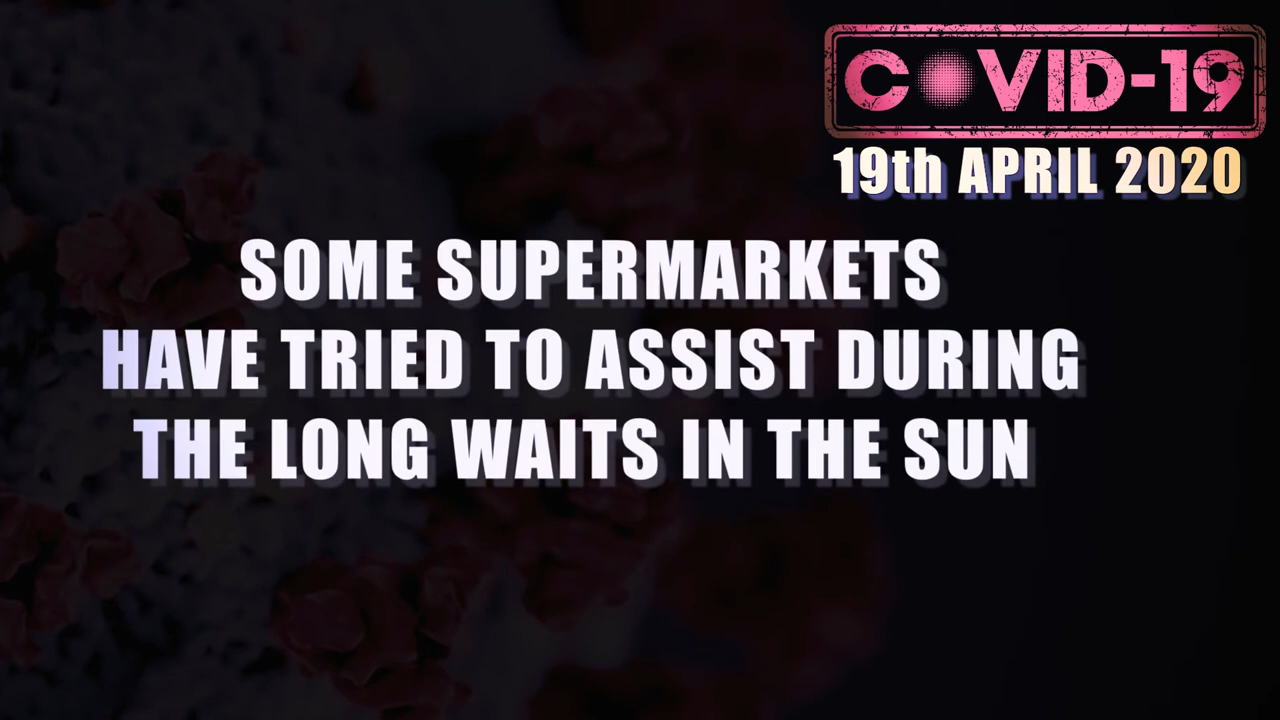 COVID-19
19th APRIL 2020
SOME SUPERMARKETS
HAVE TRIED TO ASSIST DURING
THE LONG WAITS IN THE SUN